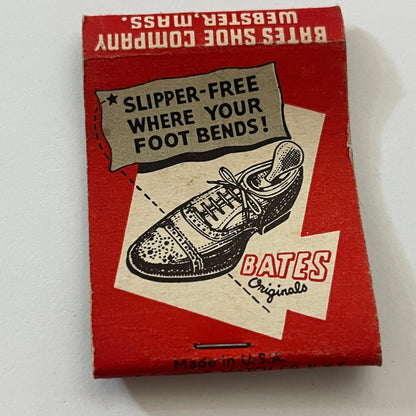 BATES SHOE COMPANY
WEBSTER, MASS.
★ SLIPPER-FREE
WHERE YOUR
FOOT BENDS!
BATES
Originals
Made in U.S.A.